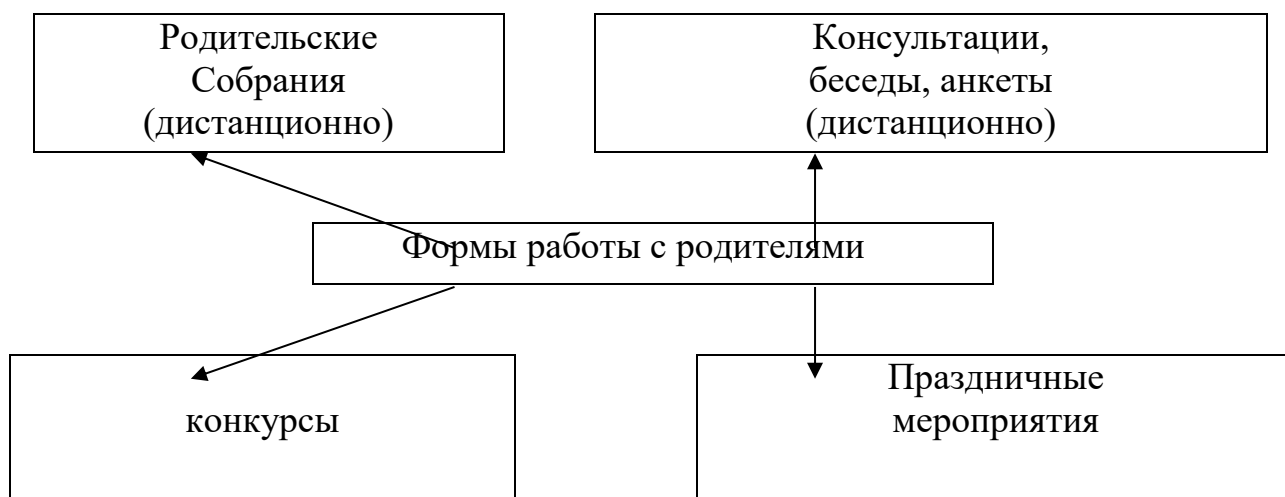 Родительские
Собрания
(дистанционно)
Консультации,
беседы, анкеты
(дистанционно)
Формы работы с родителями
конкурсы
Праздничные
мероприятия